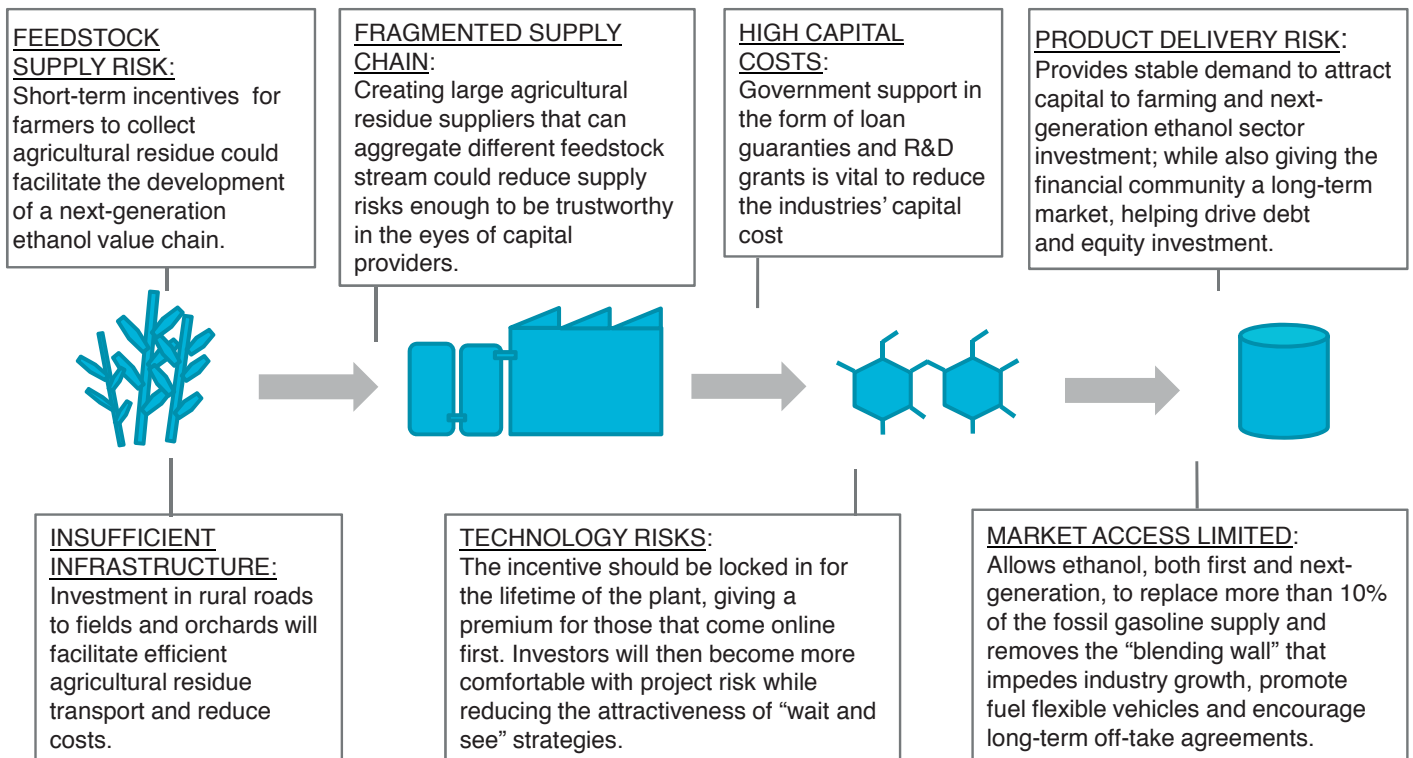 FEEDSTOCK
SUPPLY RISK:
Short-term incentives for
farmers to collect
agricultural residue could
facilitate the development
of a next-generation
ethanol value chain.
FRAGMENTED SUPPLY
CHAIN:
Creating large agricultural
residue suppliers that can
aggregate different feedstock
stream could reduce supply
risks enough to be trustworthy
in the eyes of capital
providers.
HIGH CAPITAL
COSTS:
Government support in
the form of loan
guaranties and R&D
grants is vital to reduce
the industries’ capital
cost
PRODUCT DELIVERY RISK:
Provides stable demand to attract
capital to farming and next-
generation ethanol sector
investment; while also giving the
financial community a long-term
market, helping drive debt
and equity investment.
INSUFFICIENT
INFRASTRUCTURE:
Investment in rural roads
to fields and orchards will
facilitate efficient
agricultural residue
transport and reduce
costs.
TECHNOLOGY RISKS:
The incentive should be locked in for
the lifetime of the plant, giving a
premium for those that come online
first. Investors will then become more
comfortable with project risk while
reducing the attractiveness of “wait and
see” strategies.
MARKET ACCESS LIMITED:
Allows ethanol, both first and next-
generation, to replace more than 10%
of the fossil gasoline supply and
removes the “blending wall” that
impedes industry growth, promote
fuel flexible vehicles and encourage
long-term off-take agreements.